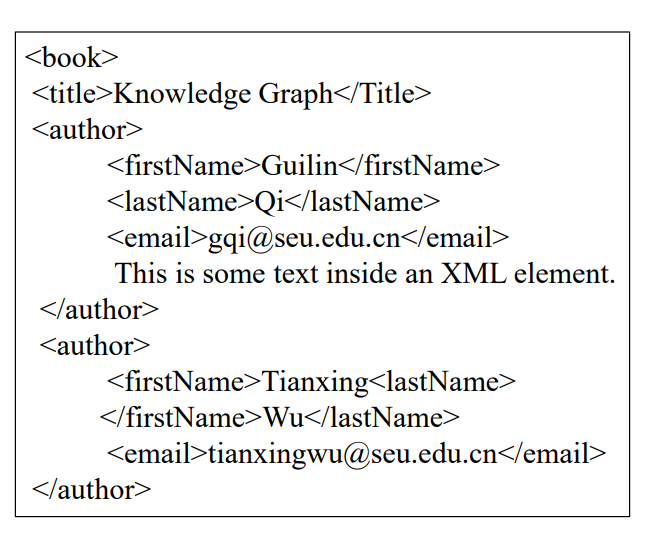 <book>
<title>Knowledge Graph</Title>
<author>
<firstName>Guilin</firstName>
<lastName>Qi</lastName>
<email>gqi@seu.edu.cn</email>
This is some text inside an XML element.
</author>
<author>
<firstName>Tianxing<lastName>
</firstName>Wu</lastName>
<email>tianxingwu@seu.edu.cn</email>
</author>